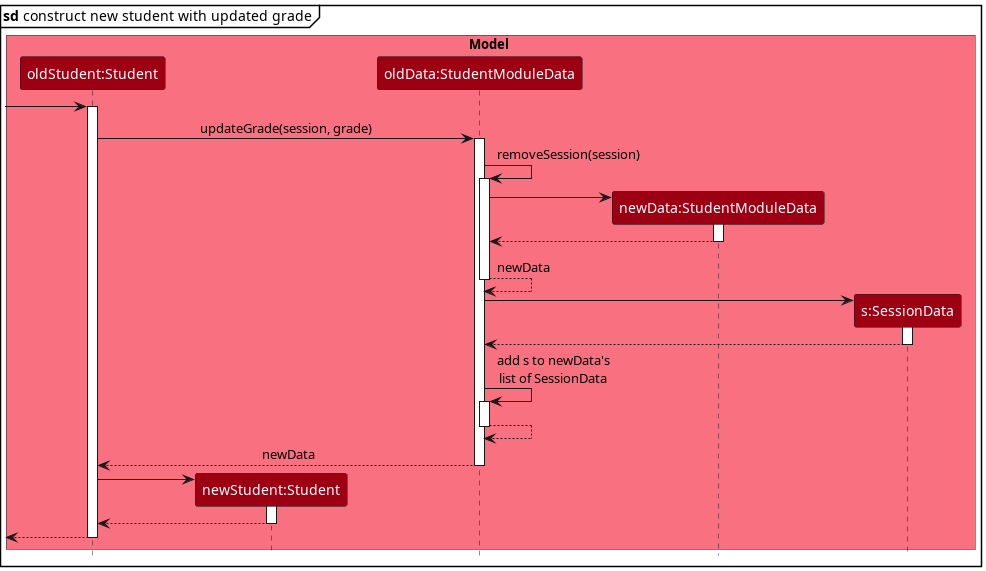 sd construct new student with updated grade
Model
oldStudent:Student
oldData:StudentModuleData
updateGrade(session, grade)
removeSession(session)
newData:StudentModuleData
newData
s:SessionData
add s to newData's
list of SessionData
newData
newStudent:Student